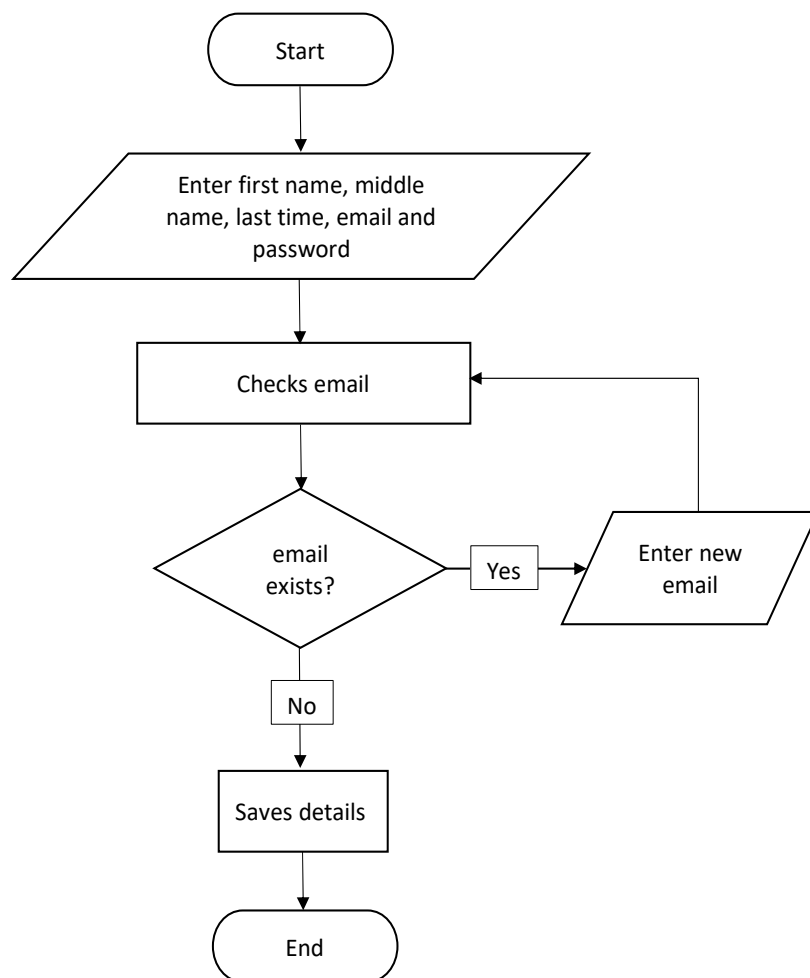 Start
Enter first name, middle
name, last time, email and
password
Checks email
email
exists?
Yes
Enter new
email
No
Saves details
End